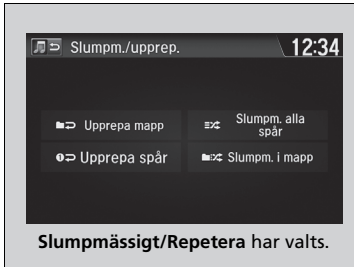 Slumpm./upprep.
12:34
Upprepa mapp
Slumpm. alla
spår
Upprepa spår
Slumpm. i mapp
Slumpmässigt/Repetera har valts.